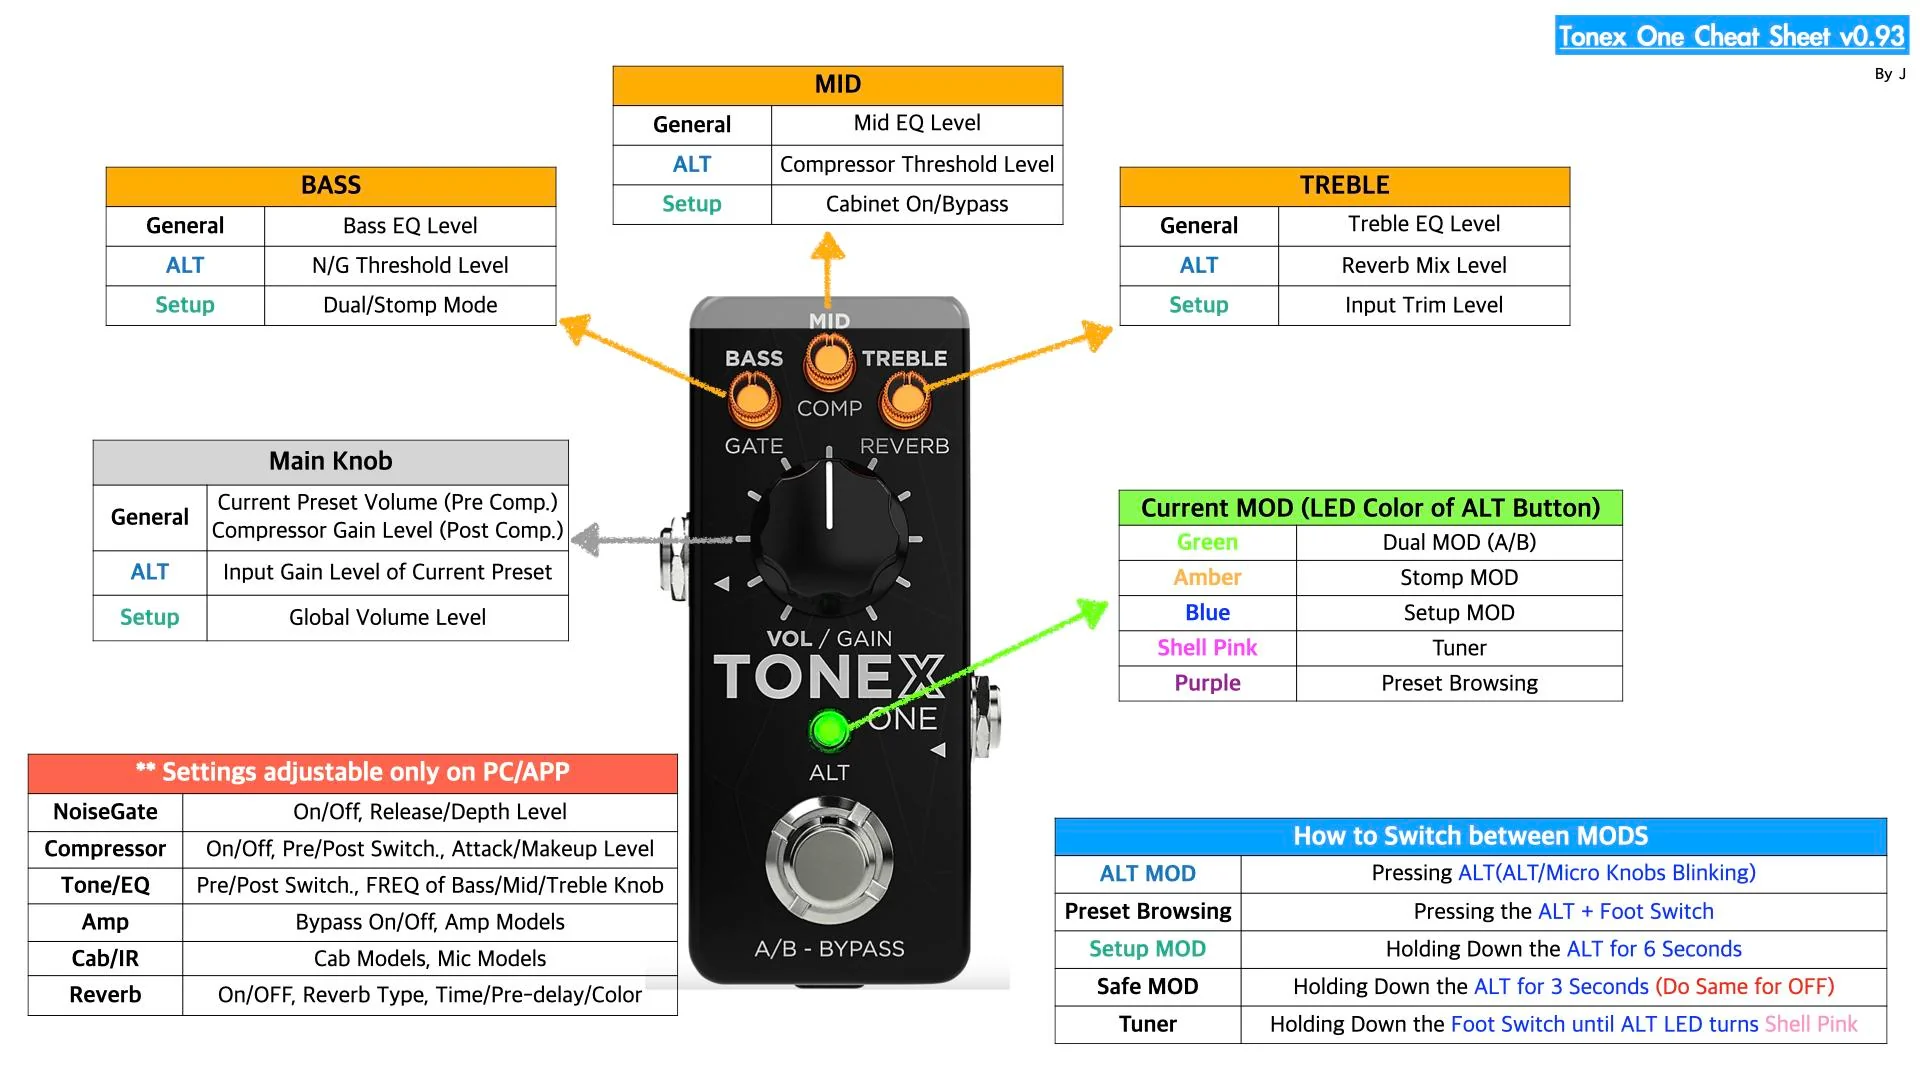 Tonex One Cheat Sheet v0.93
By J
MID
General Mid EQ Level
ALT Compressor Threshold Level
Setup Cabinet On/Bypass
BASS
General Bass EQ Level
ALT N/G Threshold Level
Setup Dual/Stomp Mode
TREBLE
General Treble EQ Level
ALT Reverb Mix Level
Setup Input Trim Level
MID
BASS TREBLE
COMP
GATE REVERB
VOL / GAIN
TONEX
ONE
ALT
A/B - BYPASS
Main Knob
General Current Preset Volume (Pre Comp.)
Compressor Gain Level (Post Comp.)
ALT Input Gain Level of Current Preset
Setup Global Volume Level
Current MOD (LED Color of ALT Button)
Green Dual MOD (A/B)
Amber Stomp MOD
Blue Setup MOD
Shell Pink Tuner
Purple Preset Browsing
** Settings adjustable only on PC/APP
NoiseGate On/Off, Release/Depth Level
Compressor On/Off, Pre/Post Switch., Attack/Makeup Level
Tone/EQ Pre/Post Switch., FREQ of Bass/Mid/Treble Knob
Amp Bypass On/Off, Amp Models
Cab/IR Cab Models, Mic Models
Reverb On/OFF, Reverb Type, Time/Pre-delay/Color
How to Switch between MODS
ALT MOD Pressing ALT(ALT/Micro Knobs Blinking)
Preset Browsing Pressing the ALT + Foot Switch
Setup MOD Holding Down the ALT for 6 Seconds
Safe MOD Holding Down the ALT for 3 Seconds (Do Same for OFF)
Tuner Holding Down the Foot Switch until ALT LED turns Shell Pink